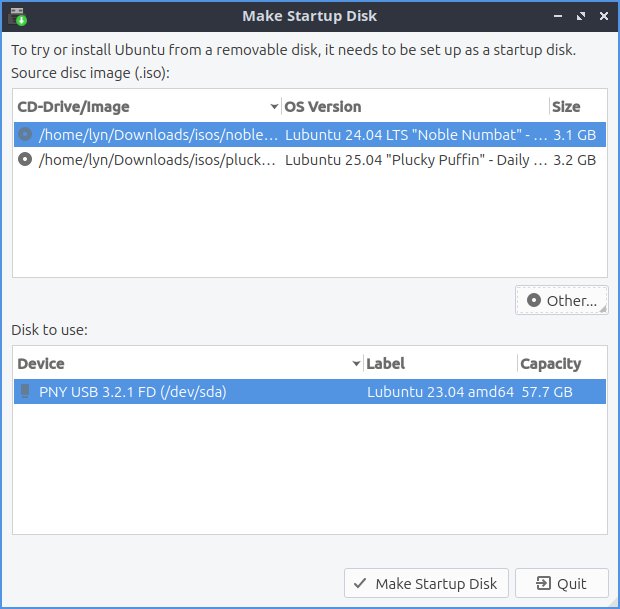 Make Startup Disk
To try or install Ubuntu from a removable disk, it needs to be set up as a startup disk.
Source disc image (.iso):
CD-Drive/Image OS Version Size
/home/lyn/Downloads/isos/noble... Lubuntu 24.04 LTS "Noble Numbat" - ... 3.1 GB
/home/lyn/Downloads/isos/pluck... Lubuntu 25.04 "Plucky Puffin" - Daily ... 3.2 GB
Other...
Disk to use:
Device Label Capacity
PNY USB 3.2.1 FD (/dev/sda) Lubuntu 23.04 amd64 57.7 GB
Make Startup Disk Quit